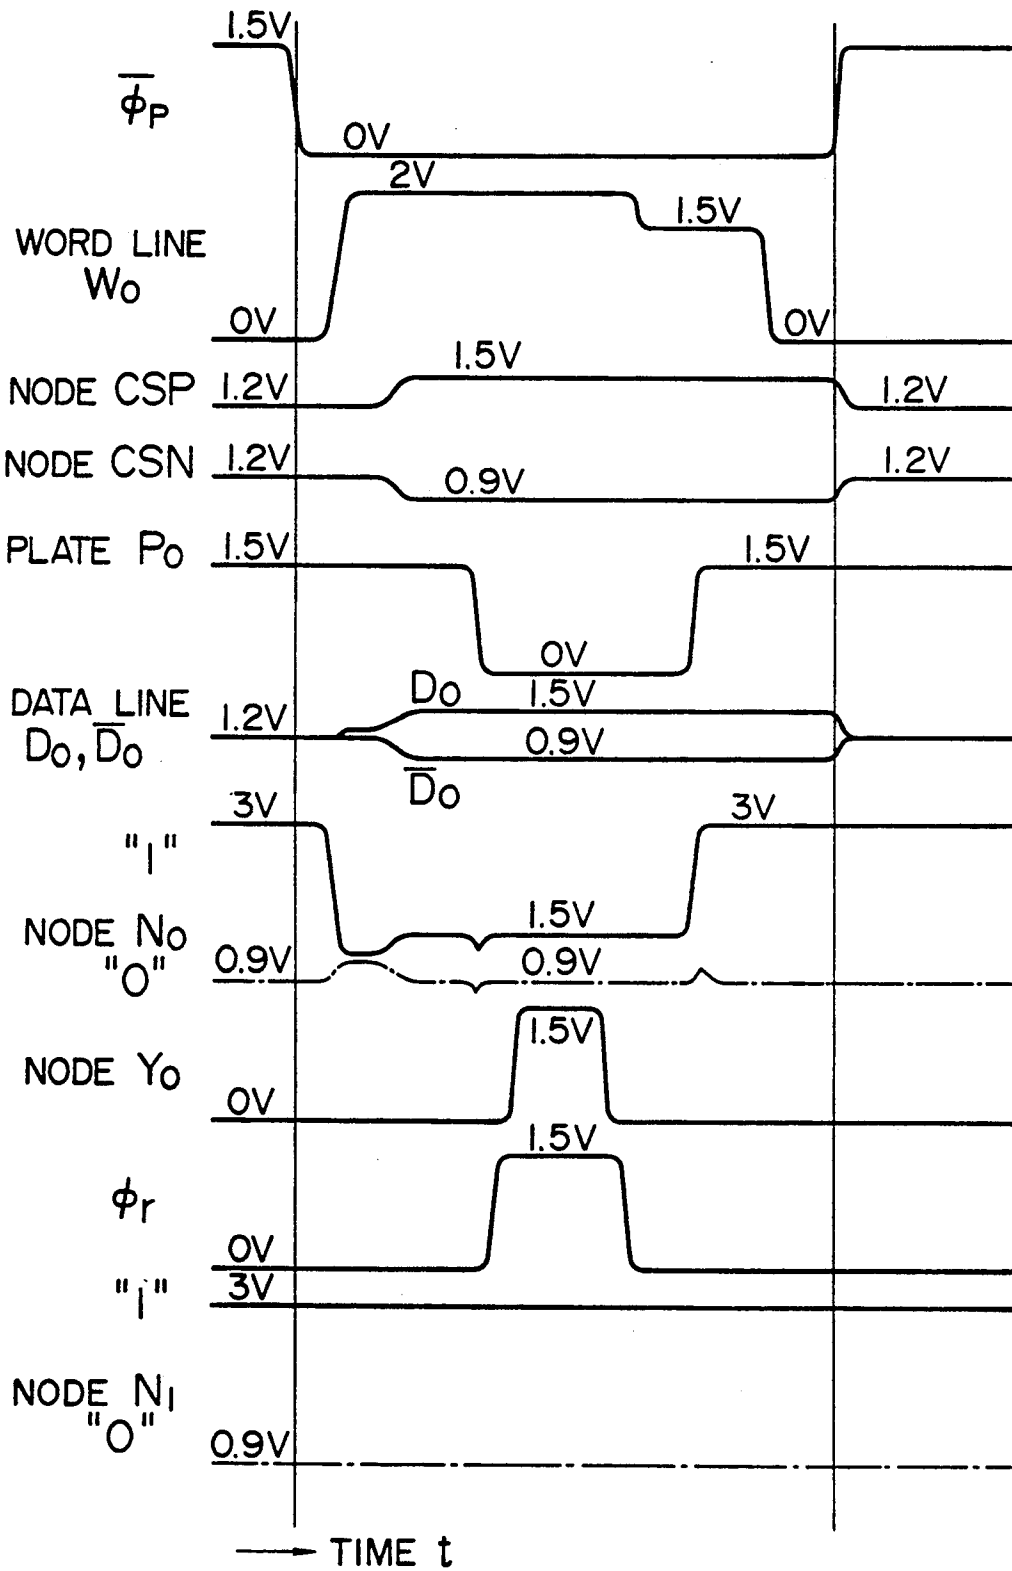 1.5V
φ̅P
0V
2V
1.5V
WORD LINE
W0
0V
0V
1.5V
NODE CSP 1.2V
1.2V
NODE CSN 1.2V
1.2V
0.9V
PLATE P0 1.5V
1.5V
0V
D0
1.5V
DATA LINE
D0, D̅0
1.2V
0.9V
D̅0
3V
3V
"1"
1.5V
NODE N0
"0"
0.9V
0.9V
1.5V
NODE Y0
0V
1.5V
φr
0V
3V
"1"
NODE N1
"0"
0.9V
→ TIME t